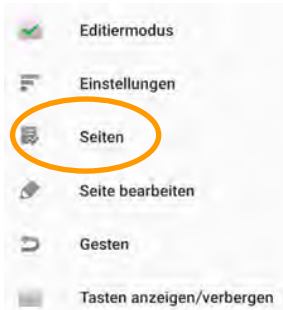 Editiermodus
Einstellungen
Seiten
Seite bearbeiten
Gesten
Tasten anzeigen/verbergen